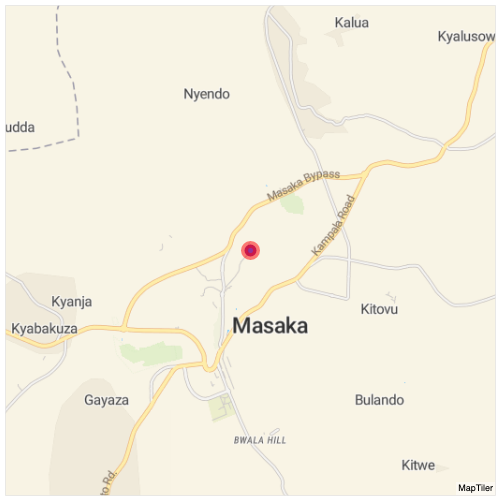 Kalua
Kyalusow
Nyendo
udda
Masaka Bypass
Kampala Road
Kyanja
Kitovu
Kyabakuza
Masaka
Gayaza
Bulando
BWALA HILL
Kitwe
no Rd.
MapTiler